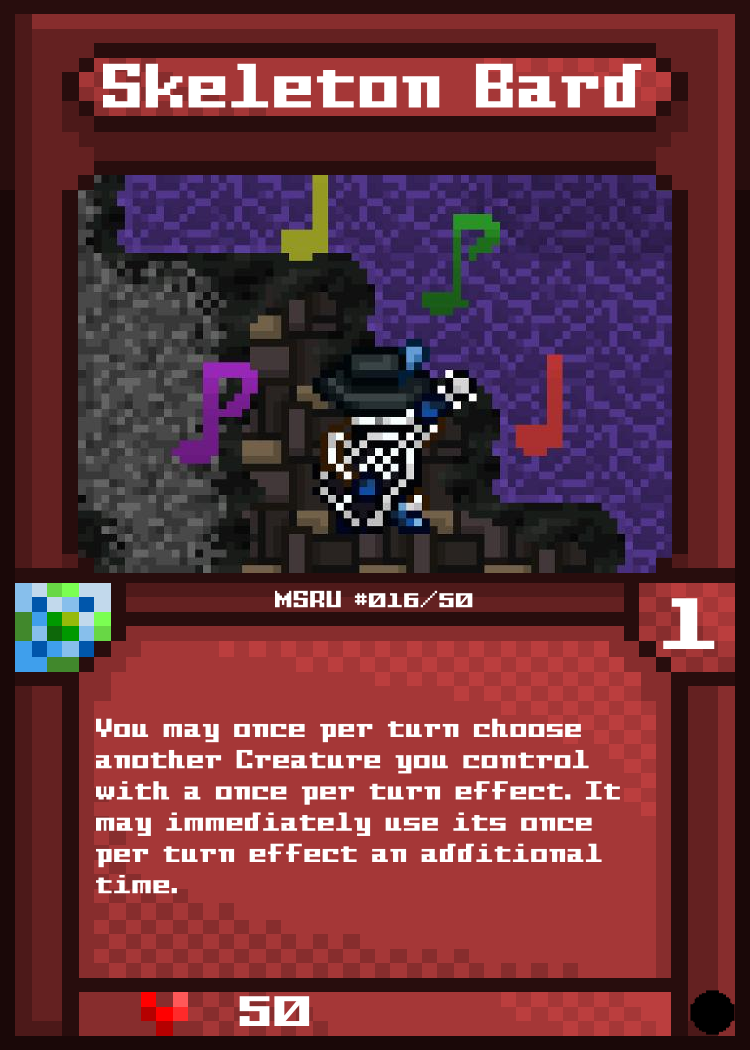 Skeleton Bard
MSRU #016/50
1
You may once per turn choose
another Creature you control
with a once per turn effect. It
may immediately use its once
per turn effect an additional
time.
50